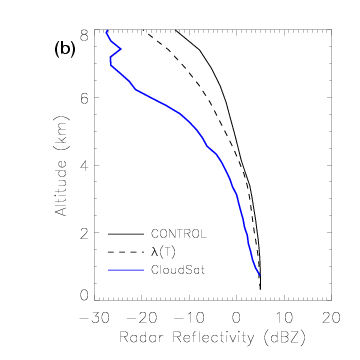 (b)
8
6
4
2
0
Altitude (km)
CONTROL
λ(T)
CloudSat
-30 -20 -10 0 10 20
Radar Reflectivity (dBZ)